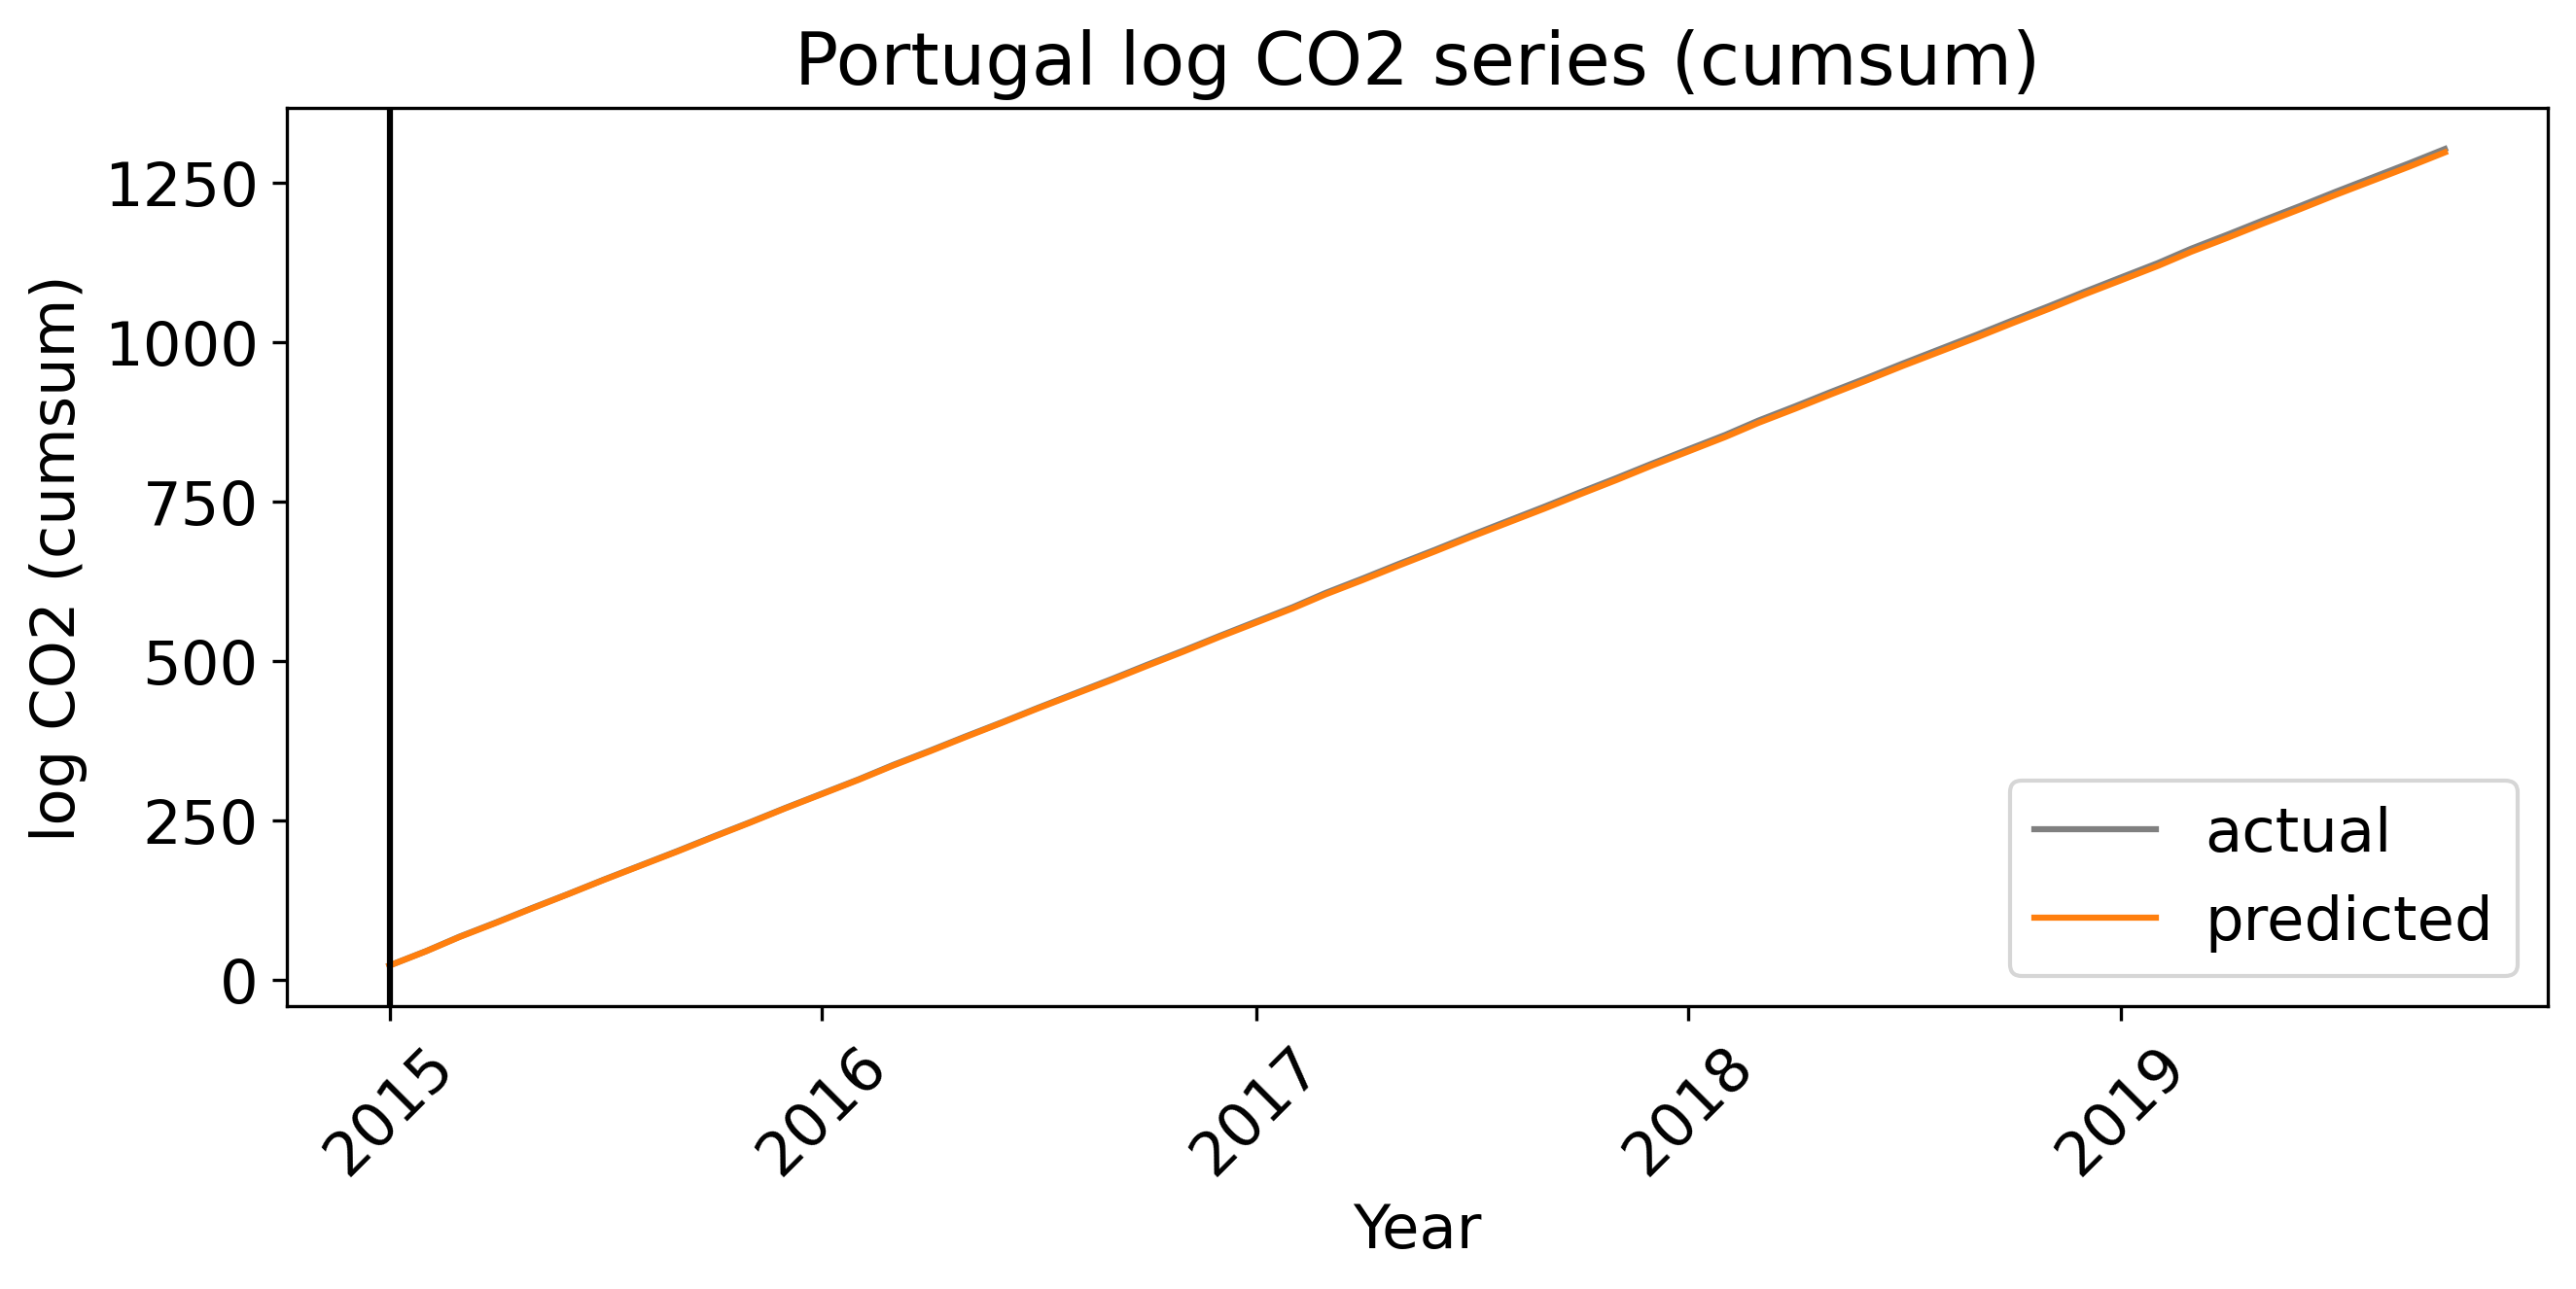 Portugal log CO2 series (cumsum)
log CO2 (cumsum)
1250
1000
750
500
250
0
actual
predicted
2015
2016
2017
2018
2019
Year